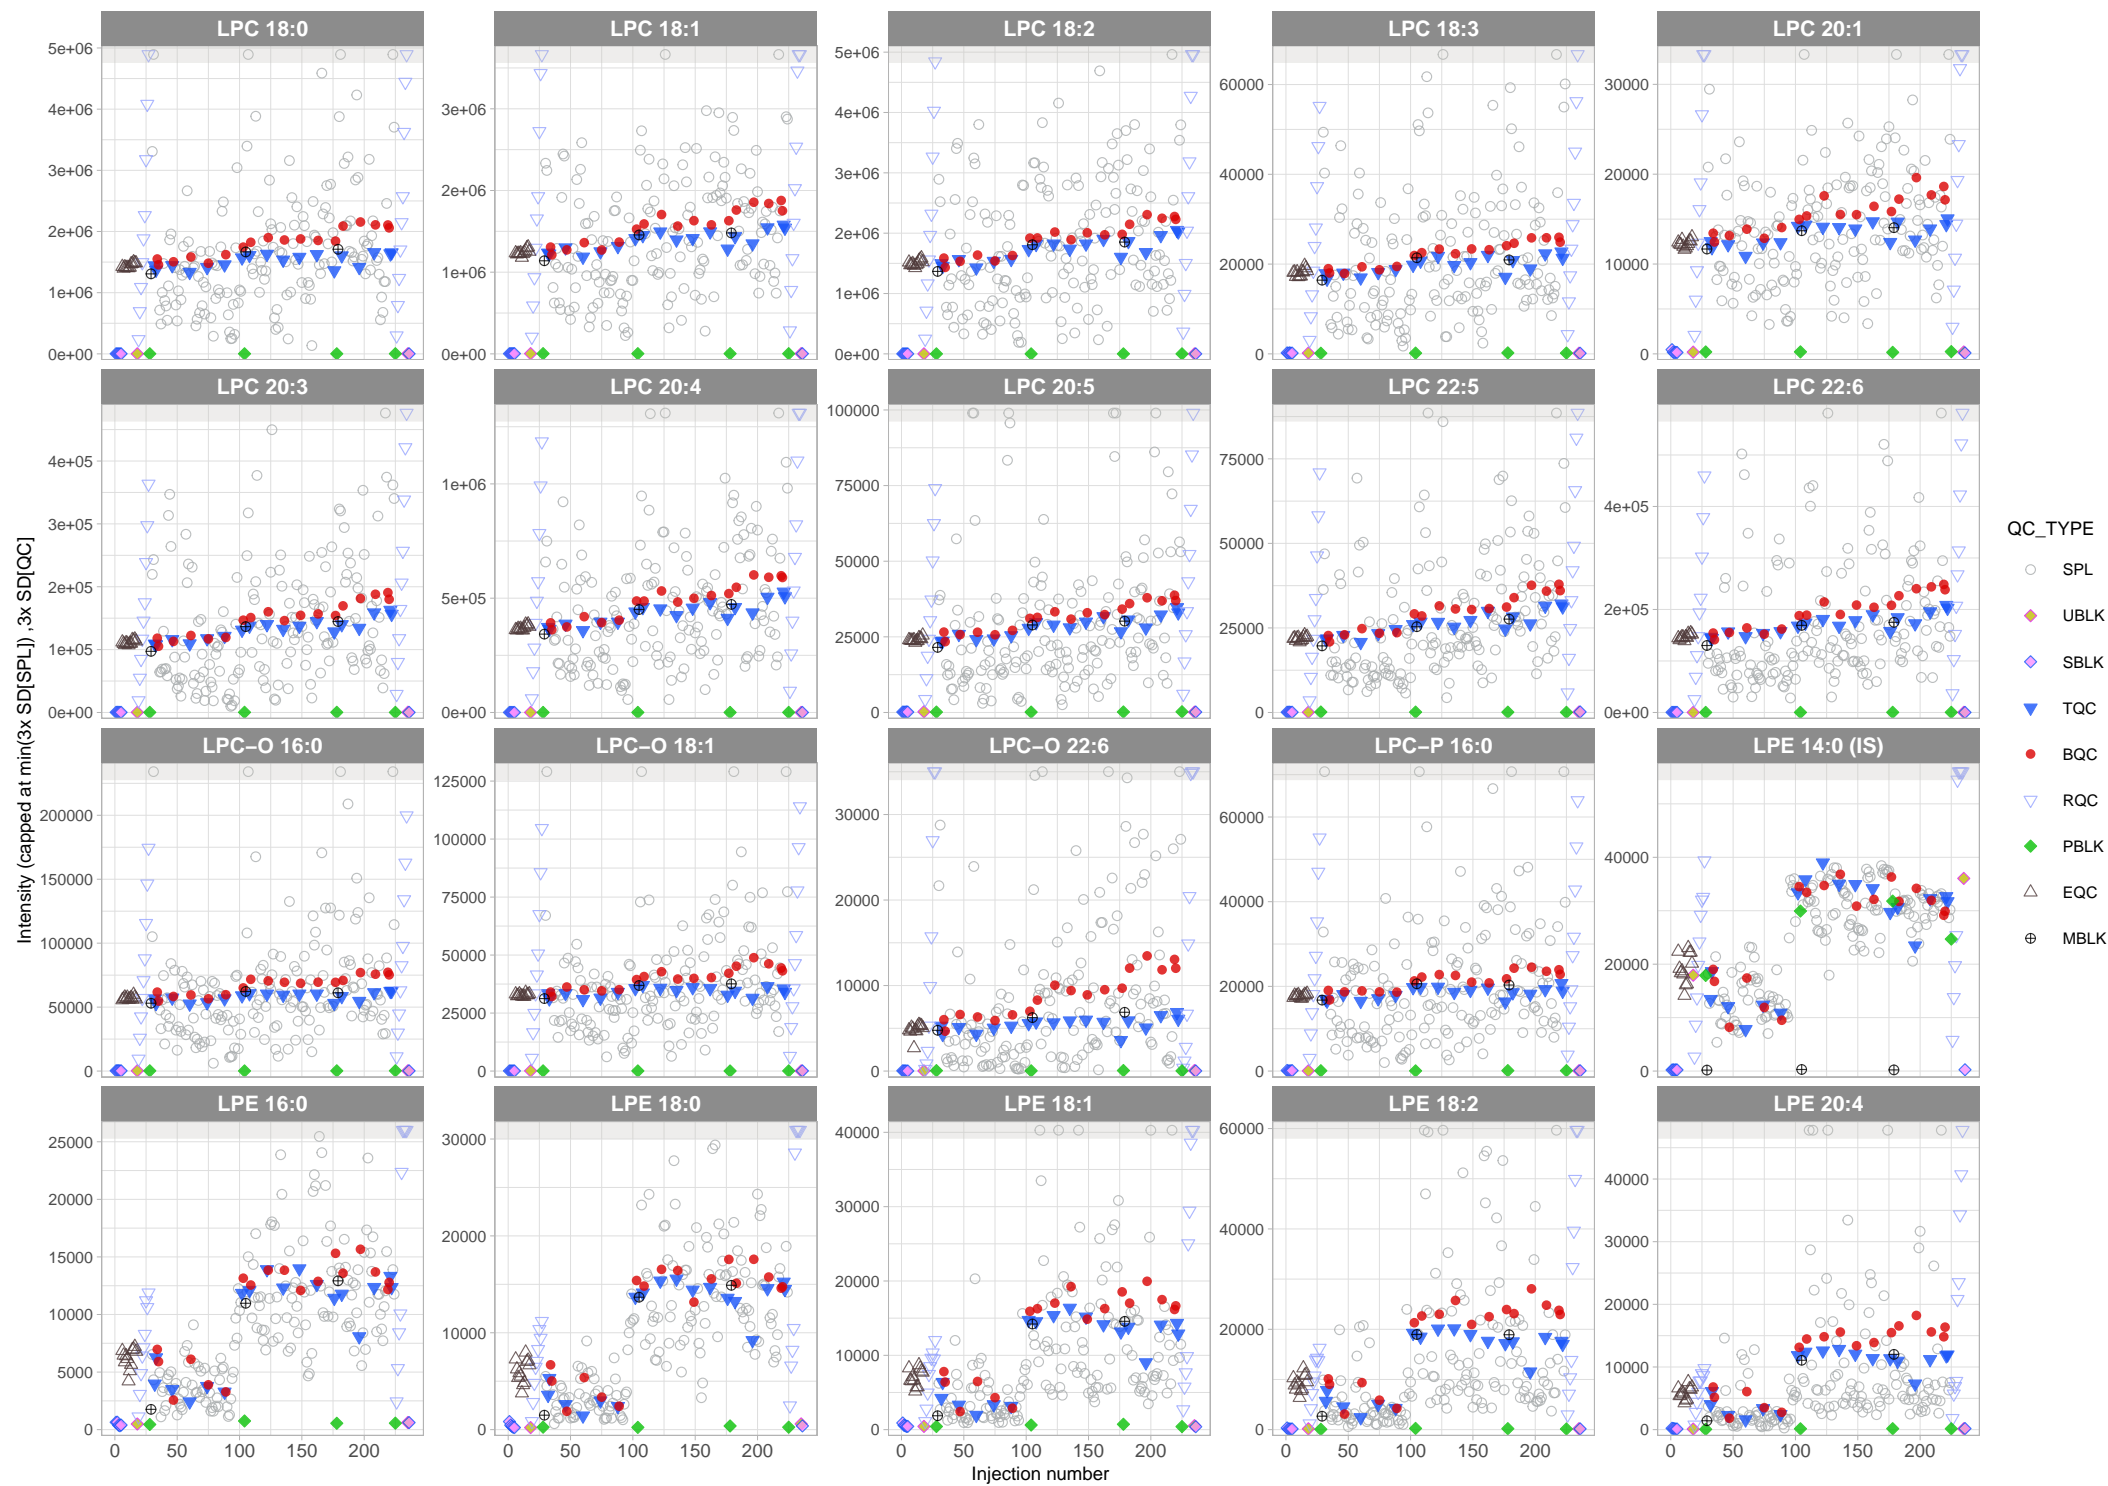 LPC 18:0
LPC 18:1
LPC 18:2
LPC 18:3
LPC 20:1
5e+06
4e+06
3e+06
2e+06
1e+06
0e+00
3e+06
2e+06
1e+06
0e+00
5e+06
4e+06
3e+06
2e+06
1e+06
0e+00
60000
40000
20000
0
30000
20000
10000
0
LPC 20:3
LPC 20:4
LPC 20:5
LPC 22:5
LPC 22:6
4e+05
3e+05
2e+05
1e+05
0e+00
1e+06
5e+05
0e+00
100000
75000
50000
25000
0
75000
50000
25000
0
4e+05
2e+05
0e+00
LPC−O 16:0
LPC−O 18:1
LPC−O 22:6
LPC−P 16:0
LPE 14:0 (IS)
200000
150000
100000
50000
0
125000
100000
75000
50000
25000
0
30000
20000
10000
0
60000
40000
20000
0
40000
20000
0
LPE 16:0
LPE 18:0
LPE 18:1
LPE 18:2
LPE 20:4
25000
20000
15000
10000
5000
0
30000
20000
10000
0
40000
30000
20000
10000
0
60000
40000
20000
0
40000
30000
20000
10000
0
0 50 100 150 200
0 50 100 150 200
0 50 100 150 200
0 50 100 150 200
0 50 100 150 200
Injection number
Intensity (capped at min(3x SD[SPL]) ,3x SD[QC]
QC_TYPE
SPL
UBLK
SBLK
TQC
BQC
RQC
PBLK
EQC
MBLK